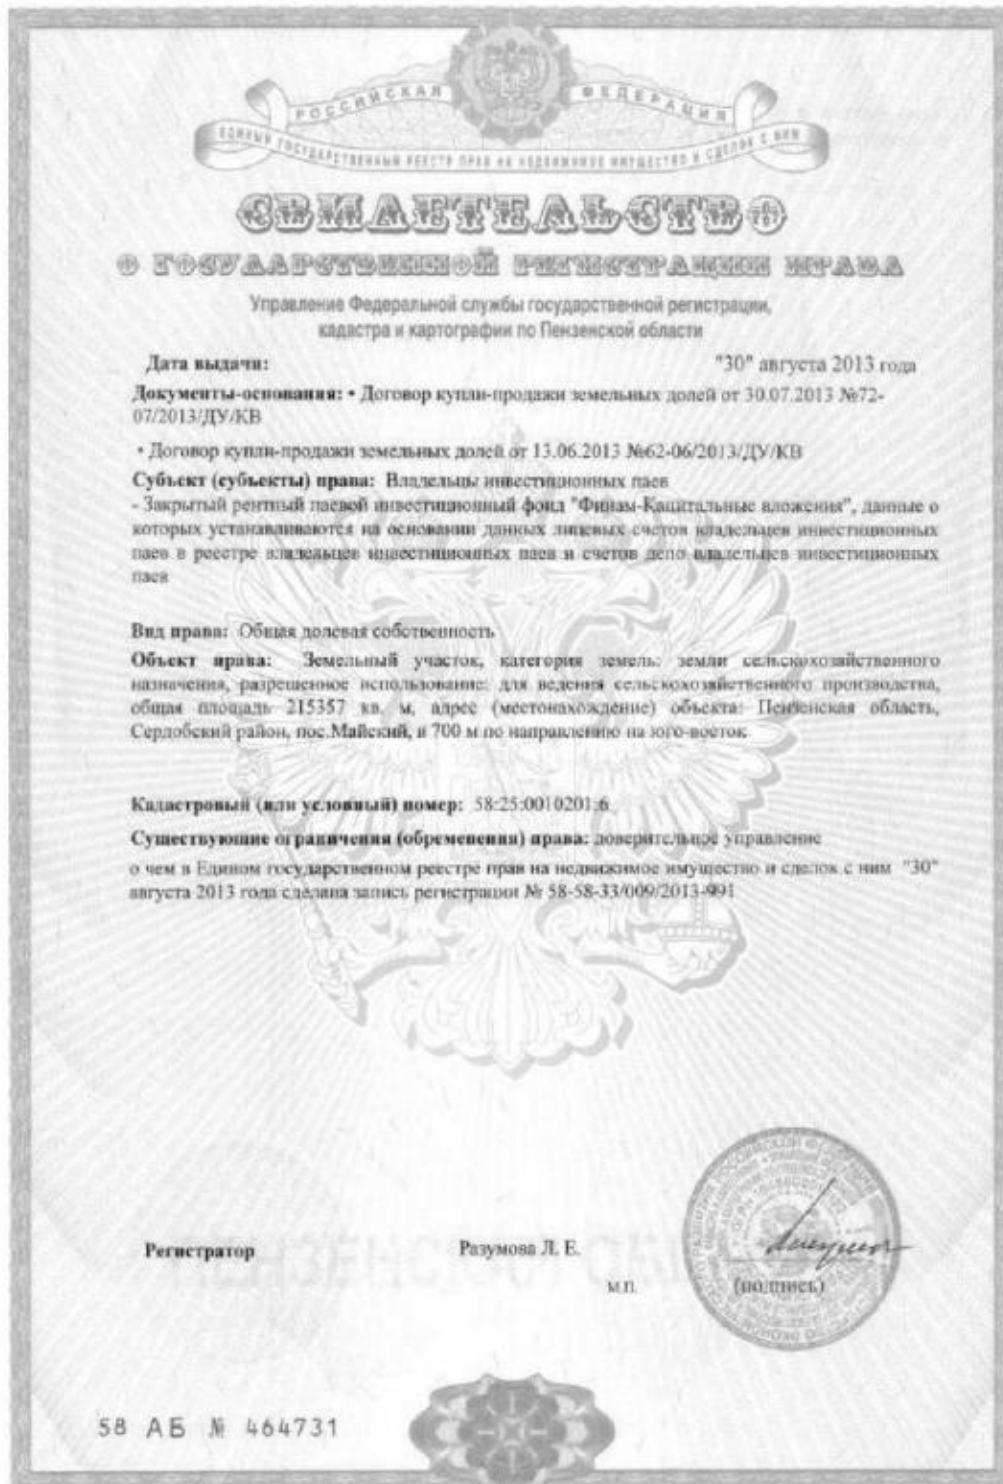 РОССИЙСКАЯ ФЕДЕРАЦИЯ
ЕДИНЫЙ ГОСУДАРСТВЕННЫЙ РЕЕСТР ПРАВ НА НЕДВИЖИМОЕ ИМУЩЕСТВО И СДЕЛОК С НИМ
СВИДЕТЕЛЬСТВО
О ГОСУДАРСТВЕННОЙ РЕГИСТРАЦИИ ПРАВА
Управление Федеральной службы государственной регистрации,
кадастра и картографии по Пензенской области
Дата выдачи: "30" августа 2013 года
Документы-основания: • Договор купли-продажи земельных долей от 30.07.2013 №72-
07/2013/ДУ/КВ
• Договор купли-продажи земельных долей от 13.06.2013 №62-06/2013/ДУ/КВ
Субъект (субъекты) права: Владельцы инвестиционных паев
- Закрытый рентный паевой инвестиционный фонд "Финам-Капитальные вложения", данные о
которых устанавливаются на основании данных лицевых счетов владельцев инвестиционных
паев в реестре владельцев инвестиционных паев и счетов депо владельцев инвестиционных
паев
Вид права: Общая долевая собственность
Объект права: Земельный участок, категория земель: земли сельскохозяйственного
назначения, разрешенное использование: для ведения сельскохозяйственного производства,
общая площадь 215357 кв. м, адрес (местонахождение) объекта: Пензенская область,
Сердобский район, пос.Майский, в 700 м по направлению на юго-восток
Кадастровый (или условный) номер: 58:25:0010201:6
Существующие ограничения (обременения) права: доверительное управление
о чем в Едином государственном реестре прав на недвижимое имущество и сделок с ним "30"
августа 2013 года сделана запись регистрации № 58-58-33/009/2013-991
Регистратор Разумова Л. Е.
м.п. (подпись)
58 АБ № 464731